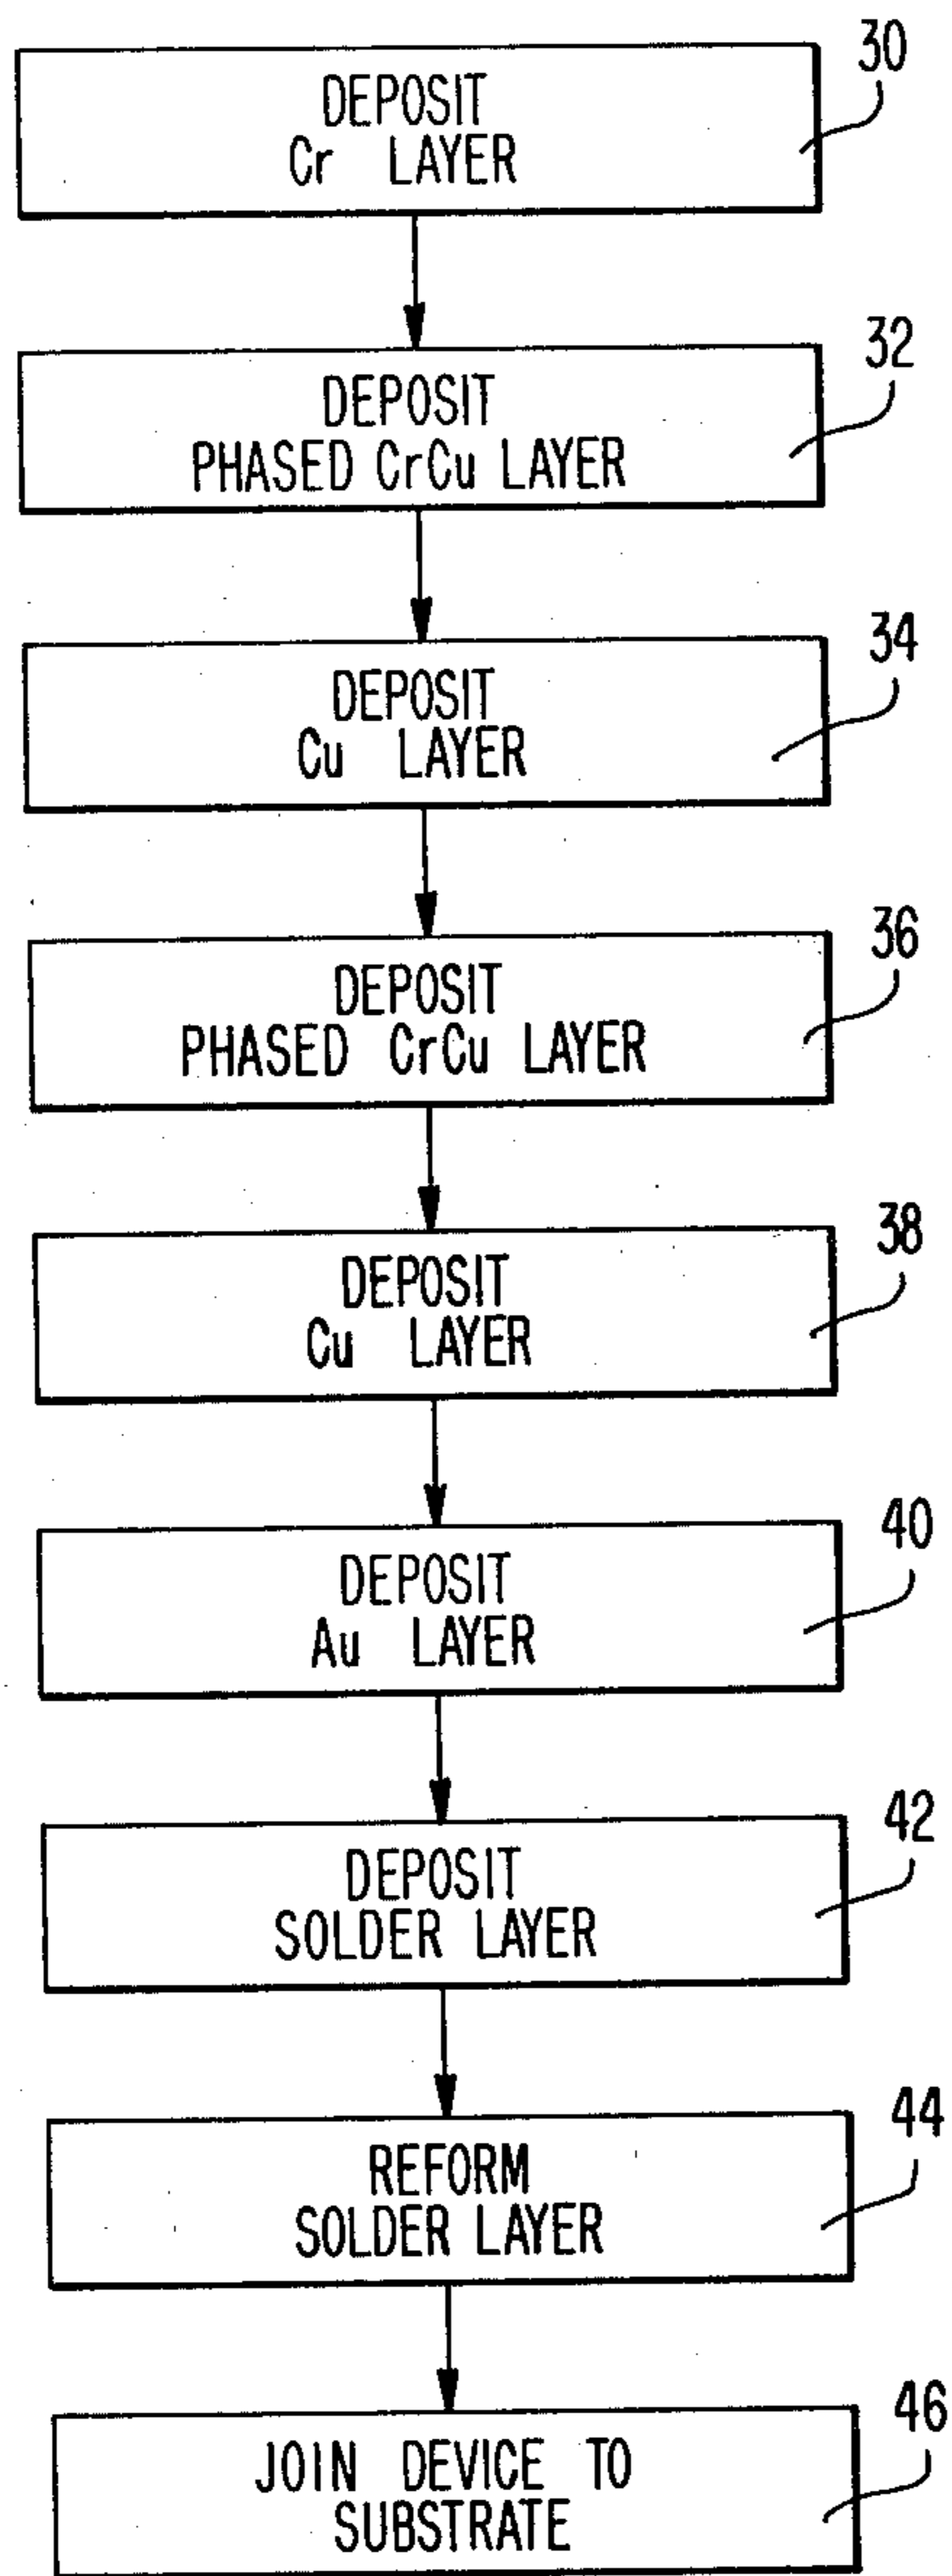 30
DEPOSIT
Cr LAYER
32
DEPOSIT
PHASED CrCu LAYER
34
DEPOSIT
Cu LAYER
36
DEPOSIT
PHASED CrCu LAYER
38
DEPOSIT
Cu LAYER
40
DEPOSIT
Au LAYER
42
DEPOSIT
SOLDER LAYER
44
REFORM
SOLDER LAYER
46
JOIN DEVICE TO
SUBSTRATE